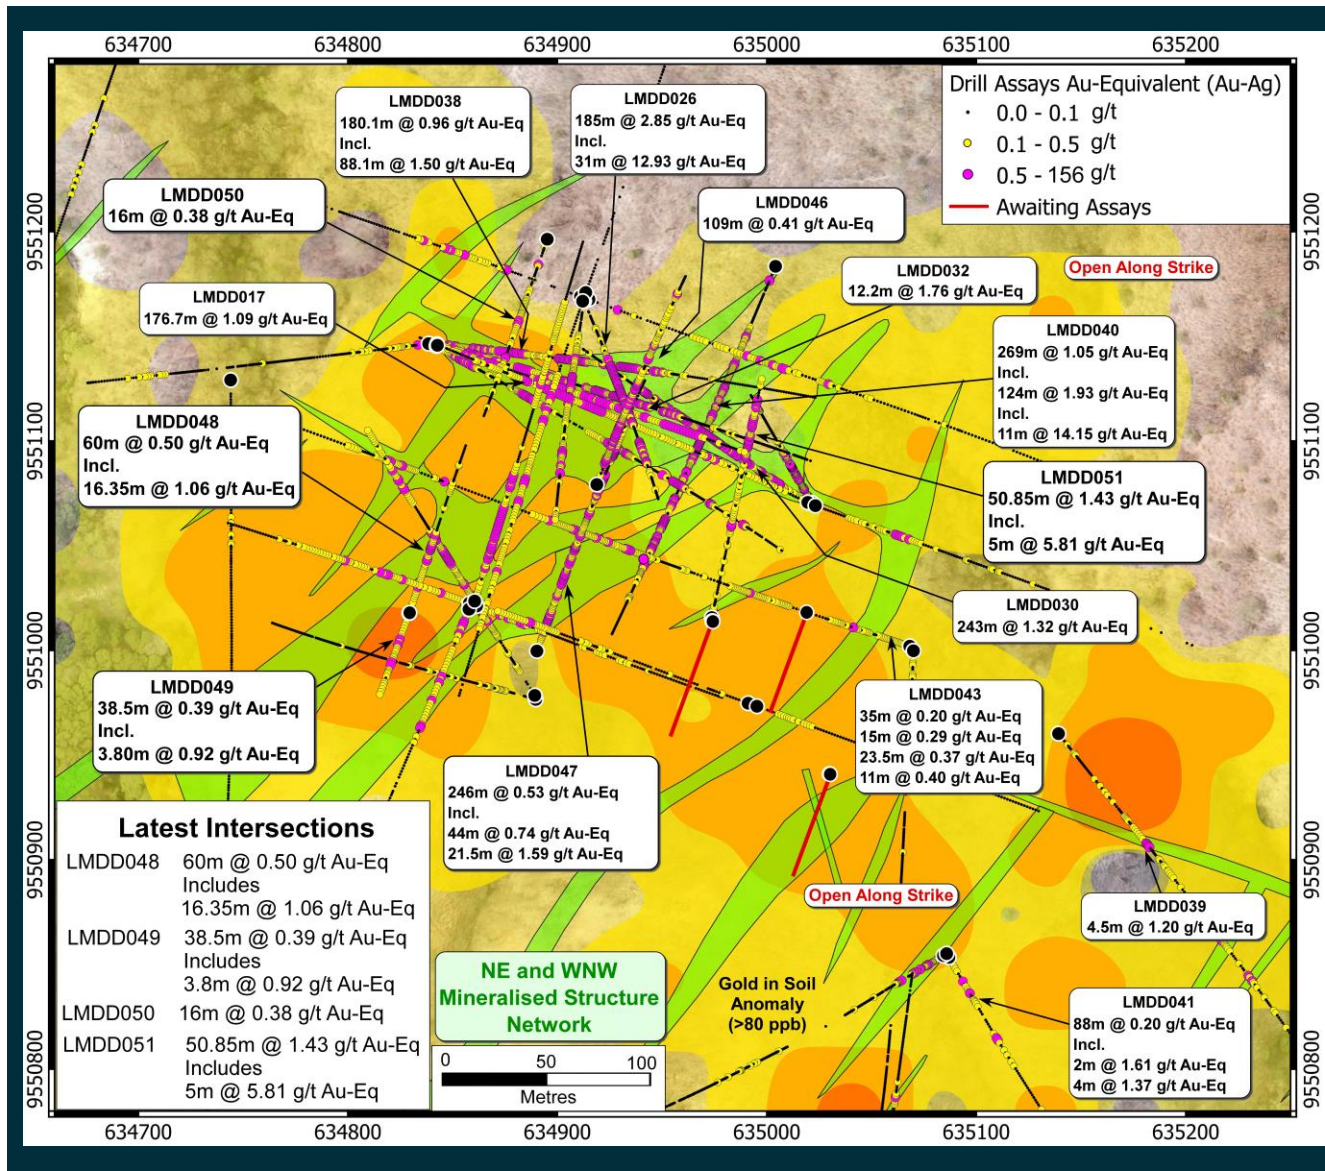 634700 634800 634900 635000 635100 635200
Drill Assays Au-Equivalent (Au-Ag)
0.0 - 0.1 g/t
0.1 - 0.5 g/t
0.5 - 156 g/t
Awaiting Assays
LMDD038
180.1m @ 0.96 g/t Au-Eq
Incl.
88.1m @ 1.50 g/t Au-Eq
LMDD026
185m @ 2.85 g/t Au-Eq
Incl.
31m @ 12.93 g/t Au-Eq
LMDD050
16m @ 0.38 g/t Au-Eq
LMDD046
109m @ 0.41 g/t Au-Eq
9551200
9551200
Open Along Strike
LMDD032
12.2m @ 1.76 g/t Au-Eq
LMDD017
176.7m @ 1.09 g/t Au-Eq
LMDD040
269m @ 1.05 g/t Au-Eq
Incl.
124m @ 1.93 g/t Au-Eq
Incl.
11m @ 14.15 g/t Au-Eq
9551100
9551100
LMDD048
60m @ 0.50 g/t Au-Eq
Incl.
16.35m @ 1.06 g/t Au-Eq
LMDD051
50.85m @ 1.43 g/t Au-Eq
Incl.
5m @ 5.81 g/t Au-Eq
LMDD030
243m @ 1.32 g/t Au-Eq
9551000
9551000
LMDD049
38.5m @ 0.39 g/t Au-Eq
Incl.
3.80m @ 0.92 g/t Au-Eq
LMDD043
35m @ 0.20 g/t Au-Eq
15m @ 0.29 g/t Au-Eq
23.5m @ 0.37 g/t Au-Eq
11m @ 0.40 g/t Au-Eq
LMDD047
246m @ 0.53 g/t Au-Eq
Incl.
44m @ 0.74 g/t Au-Eq
21.5m @ 1.59 g/t Au-Eq
9550900
9550900
Open Along Strike
LMDD039
4.5m @ 1.20 g/t Au-Eq
Latest Intersections
LMDD048 60m @ 0.50 g/t Au-Eq
Includes
16.35m @ 1.06 g/t Au-Eq
LMDD049 38.5m @ 0.39 g/t Au-Eq
Includes
3.8m @ 0.92 g/t Au-Eq
LMDD050 16m @ 0.38 g/t Au-Eq
LMDD051 50.85m @ 1.43 g/t Au-Eq
Includes
5m @ 5.81 g/t Au-Eq
NE and WNW
Mineralised Structure
Network
Gold in Soil
Anomaly
(>80 ppb)
LMDD041
88m @ 0.20 g/t Au-Eq
Incl.
2m @ 1.61 g/t Au-Eq
4m @ 1.37 g/t Au-Eq
0 50 100
Metres
9550800
9550800
634700 634800 634900 635000 635100 635200